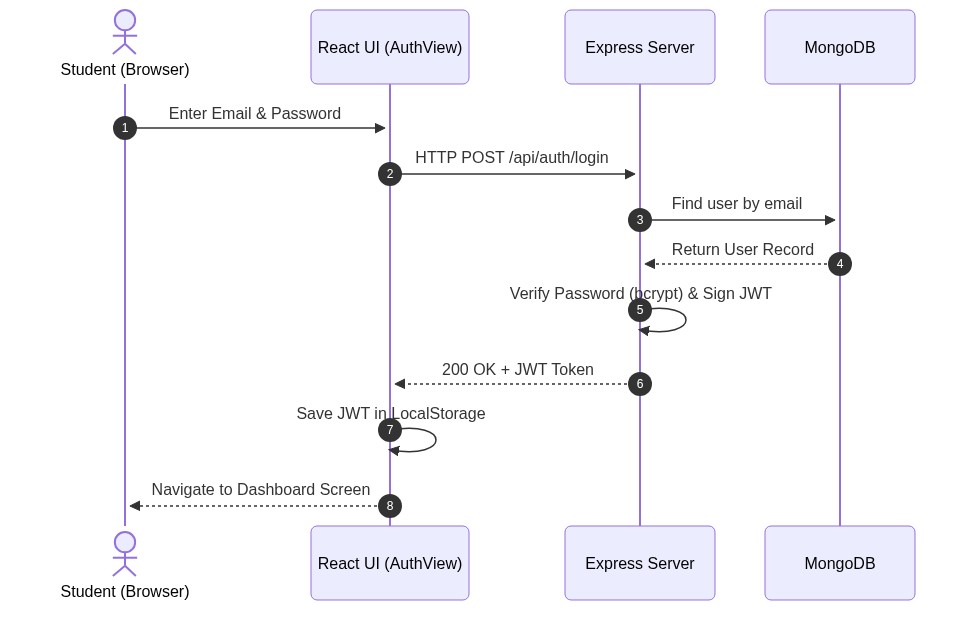 Student (Browser)
React UI (AuthView)
Express Server
MongoDB
Enter Email & Password
1
HTTP POST /api/auth/login
2
Find user by email
3
Return User Record
4
Verify Password (bcrypt) & Sign JWT
5
200 OK + JWT Token
6
Save JWT in LocalStorage
7
Navigate to Dashboard Screen
8
Student (Browser)
React UI (AuthView)
Express Server
MongoDB